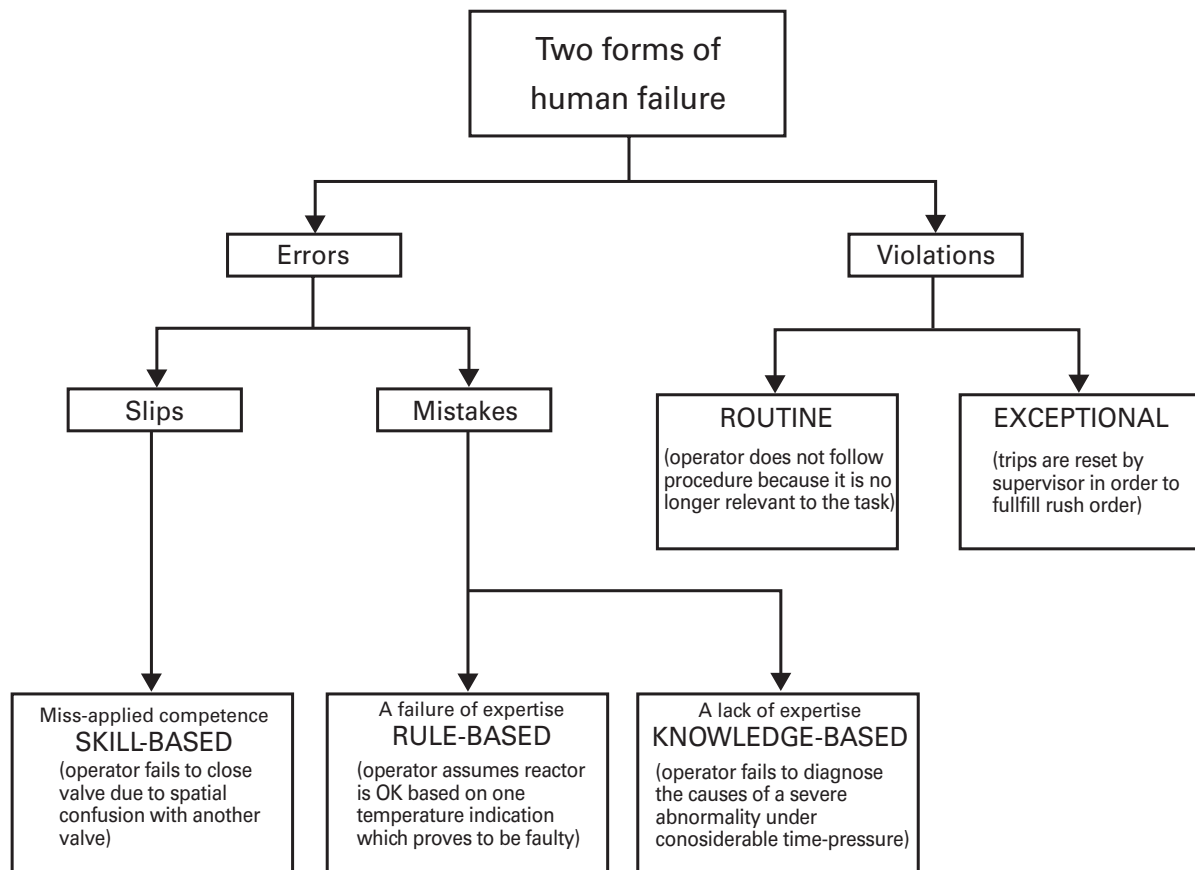 Two forms of
human failure
Errors
Violations
Slips
Mistakes
ROUTINE
(operator does not follow
procedure because it is no
longer relevant to the task)
EXCEPTIONAL
(trips are reset by
supervisor in order to
fullfill rush order)
Miss-applied competence
SKILL-BASED
(operator fails to close
valve due to spatial
confusion with another
valve)
A failure of expertise
RULE-BASED
(operator assumes reactor
is OK based on one
temperature indication
which proves to be faulty)
A lack of expertise
KNOWLEDGE-BASED
(operator fails to diagnose
the causes of a severe
abnormality under
conosiderable time-pressure)